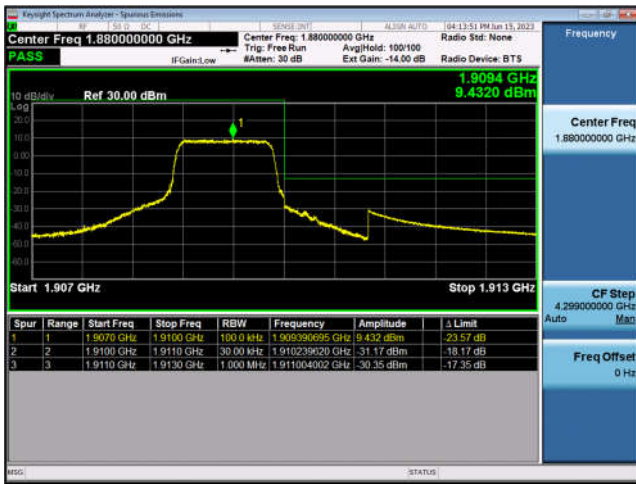 Keysight Spectrum Analyzer - Spurious Emissions
RF 50 Ω DC SENSE:INT ALIGN AUTO 04:13:51 PM Jun 15, 2023
Center Freq 1.880000000 GHz
PASS
IFGain:Low
Center Freq: 1.880000000 GHz
Trig: Free Run Avg|Hold: 100/100
#Atten: 30 dB Ext Gain: -14.00 dB
Radio Std: None
Radio Device: BTS
1.9094 GHz
9.4320 dBm
10 dB/div Ref 30.00 dBm
Log
20.0
10.0
0.00
-10.0
-20.0
-30.0
-40.0
-50.0
-60.0
1
Start 1.907 GHz Stop 1.913 GHz
Spur Range Start Freq Stop Freq RBW Frequency Amplitude Δ Limit
1 1 1.9070 GHz 1.9100 GHz 100.0 kHz 1.909390695 GHz 9.432 dBm -23.57 dB
2 2 1.9100 GHz 1.9110 GHz 30.00 kHz 1.910239620 GHz -31.17 dBm -18.17 dB
3 3 1.9110 GHz 1.9130 GHz 1.000 MHz 1.911004002 GHz -30.35 dBm -17.35 dB
MSG STATUS
Frequency
Center Freq
1.880000000 GHz
CF Step
4.299000000 GHz
Auto Man
Freq Offset
0 Hz